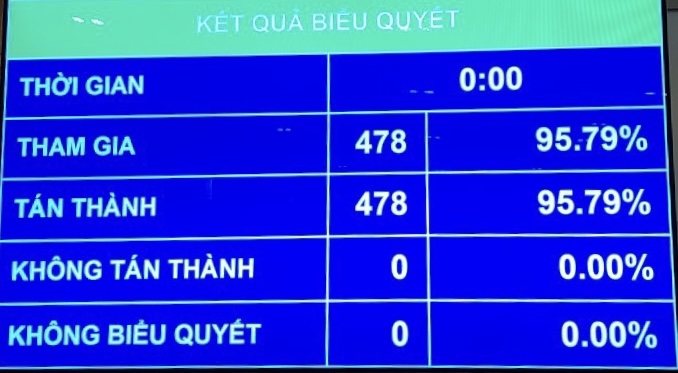 KẾT QUẢ BIỂU QUYẾT
THỜI GIAN 0:00
THAM GIA 478 95.79%
TÁN THÀNH 478 95.79%
KHÔNG TÁN THÀNH 0 0.00%
KHÔNG BIỂU QUYẾT 0 0.00%